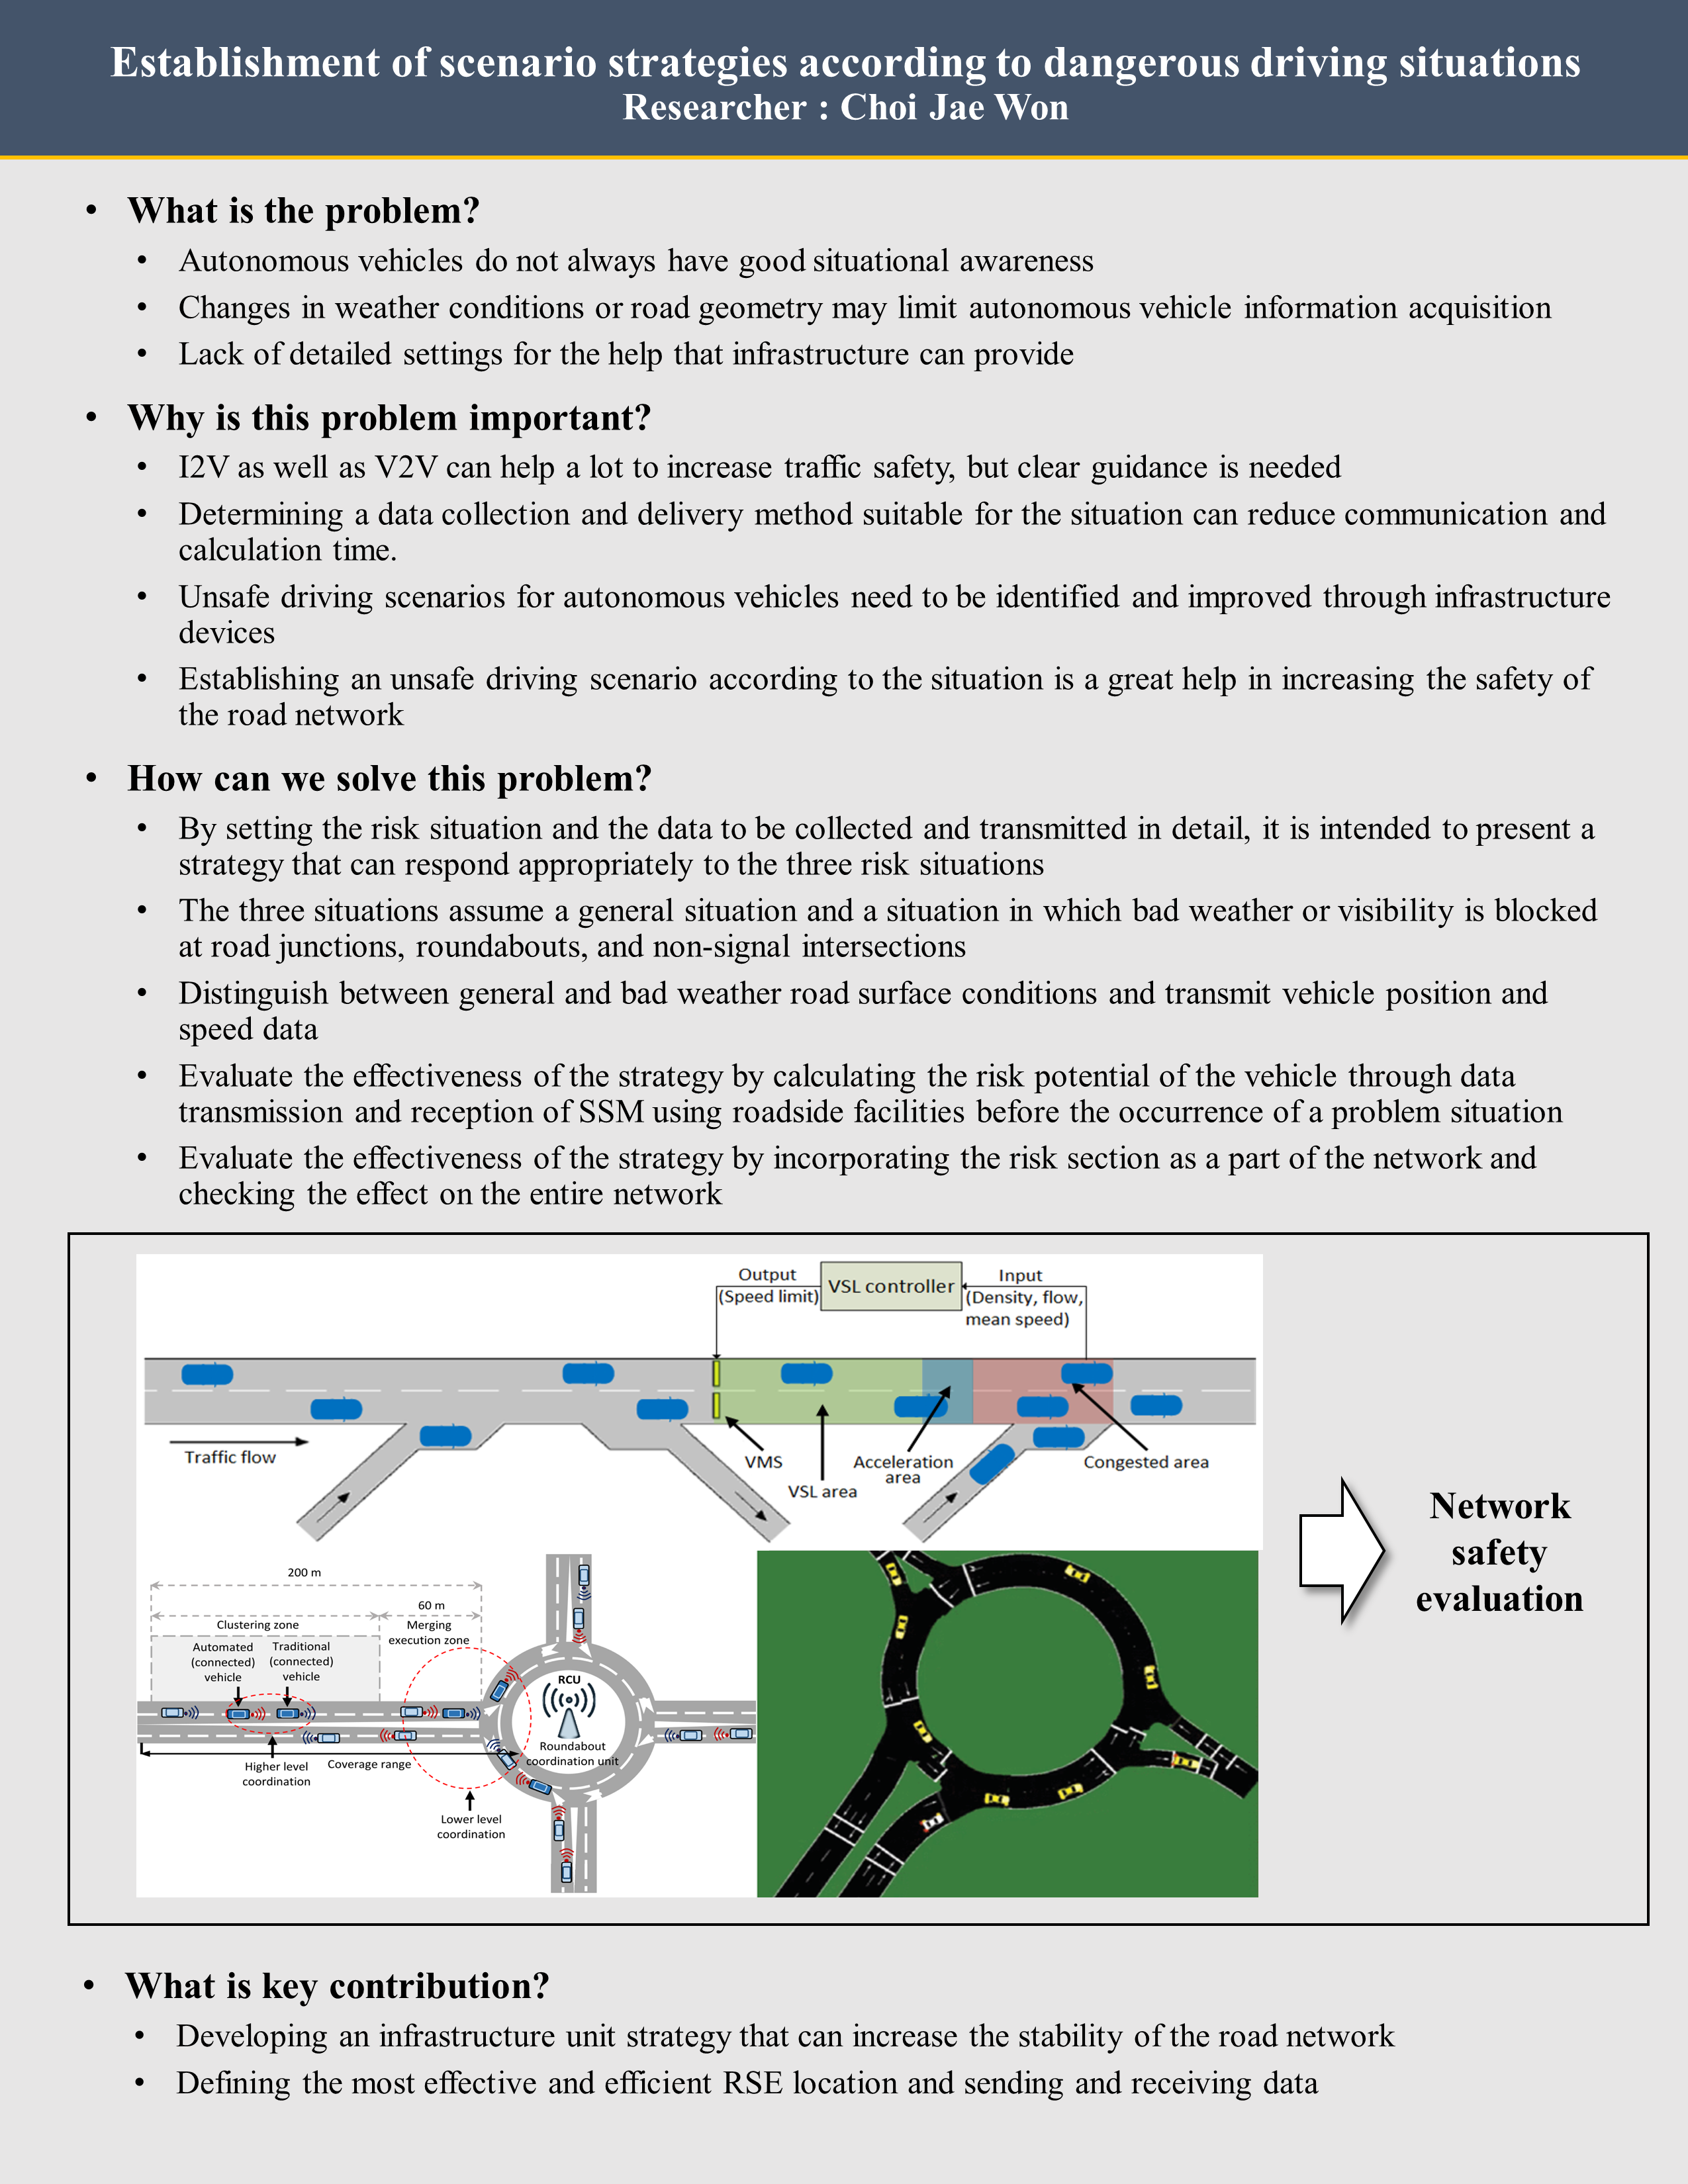 Establishment of scenario strategies according to dangerous driving situations
Researcher : Choi Jae Won
• What is the problem?
• Autonomous vehicles do not always have good situational awareness
• Changes in weather conditions or road geometry may limit autonomous vehicle information acquisition
• Lack of detailed settings for the help that infrastructure can provide
• Why is this problem important?
• I2V as well as V2V can help a lot to increase traffic safety, but clear guidance is needed
• Determining a data collection and delivery method suitable for the situation can reduce communication and
calculation time.
• Unsafe driving scenarios for autonomous vehicles need to be identified and improved through infrastructure
devices
• Establishing an unsafe driving scenario according to the situation is a great help in increasing the safety of
the road network
• How can we solve this problem?
• By setting the risk situation and the data to be collected and transmitted in detail, it is intended to present a
strategy that can respond appropriately to the three risk situations
• The three situations assume a general situation and a situation in which bad weather or visibility is blocked
at road junctions, roundabouts, and non-signal intersections
• Distinguish between general and bad weather road surface conditions and transmit vehicle position and
speed data
• Evaluate the effectiveness of the strategy by calculating the risk potential of the vehicle through data
transmission and reception of SSM using roadside facilities before the occurrence of a problem situation
• Evaluate the effectiveness of the strategy by incorporating the risk section as a part of the network and
checking the effect on the entire network
Output
(Speed limit)
VSL controller
Input
(Density, flow,
mean speed)
Traffic flow
VMS
VSL area
Acceleration
area
Congested area
200 m
60 m
Clustering zone
Merging
execution zone
Automated
(connected)
vehicle
Traditional
(connected)
vehicle
RCU
Roundabout
coordination unit
Higher level
coordination
Coverage range
Lower level
coordination
Network
safety
evaluation
• What is key contribution?
• Developing an infrastructure unit strategy that can increase the stability of the road network
• Defining the most effective and efficient RSE location and sending and receiving data